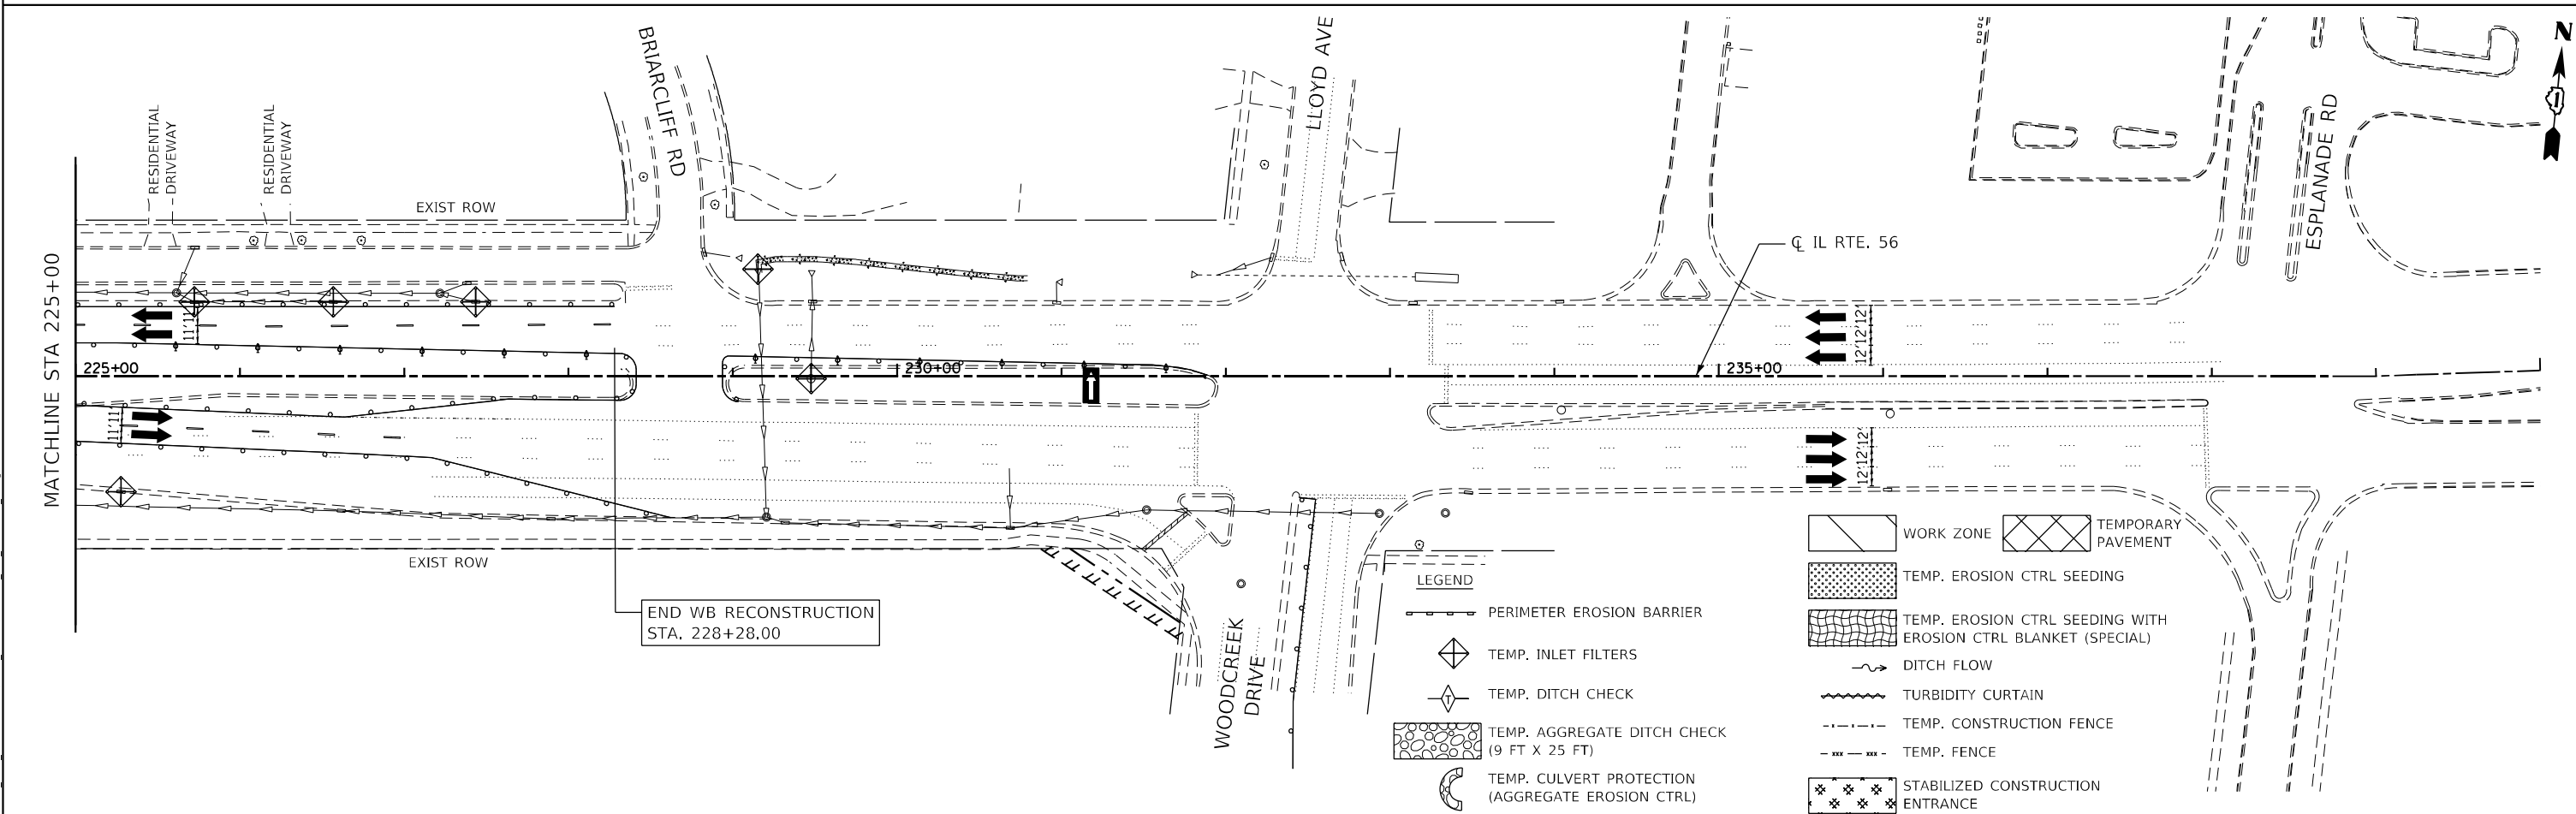 BRIARCLIFF RD
LLOYD AVE
ESPLANADE RD
N
RESIDENTIAL
DRIVEWAY
RESIDENTIAL
DRIVEWAY
EXIST ROW
℄ IL RTE. 56
MATCHLINE STA 225+00
11'11'
12'12'12'
225+00
230+00
235+00
11'11'
12'12'12'
EXIST ROW
END WB RECONSTRUCTION
STA. 228+28.00
WOODCREEK
DRIVE
LEGEND
PERIMETER EROSION BARRIER
TEMP. INLET FILTERS
T
TEMP. DITCH CHECK
TEMP. AGGREGATE DITCH CHECK
(9 FT X 25 FT)
TEMP. CULVERT PROTECTION
(AGGREGATE EROSION CTRL)
WORK ZONE
TEMPORARY
PAVEMENT
TEMP. EROSION CTRL SEEDING
TEMP. EROSION CTRL SEEDING WITH
EROSION CTRL BLANKET (SPECIAL)
DITCH FLOW
TURBIDITY CURTAIN
TEMP. CONSTRUCTION FENCE
xxx xxx
TEMP. FENCE
STABILIZED CONSTRUCTION
ENTRANCE